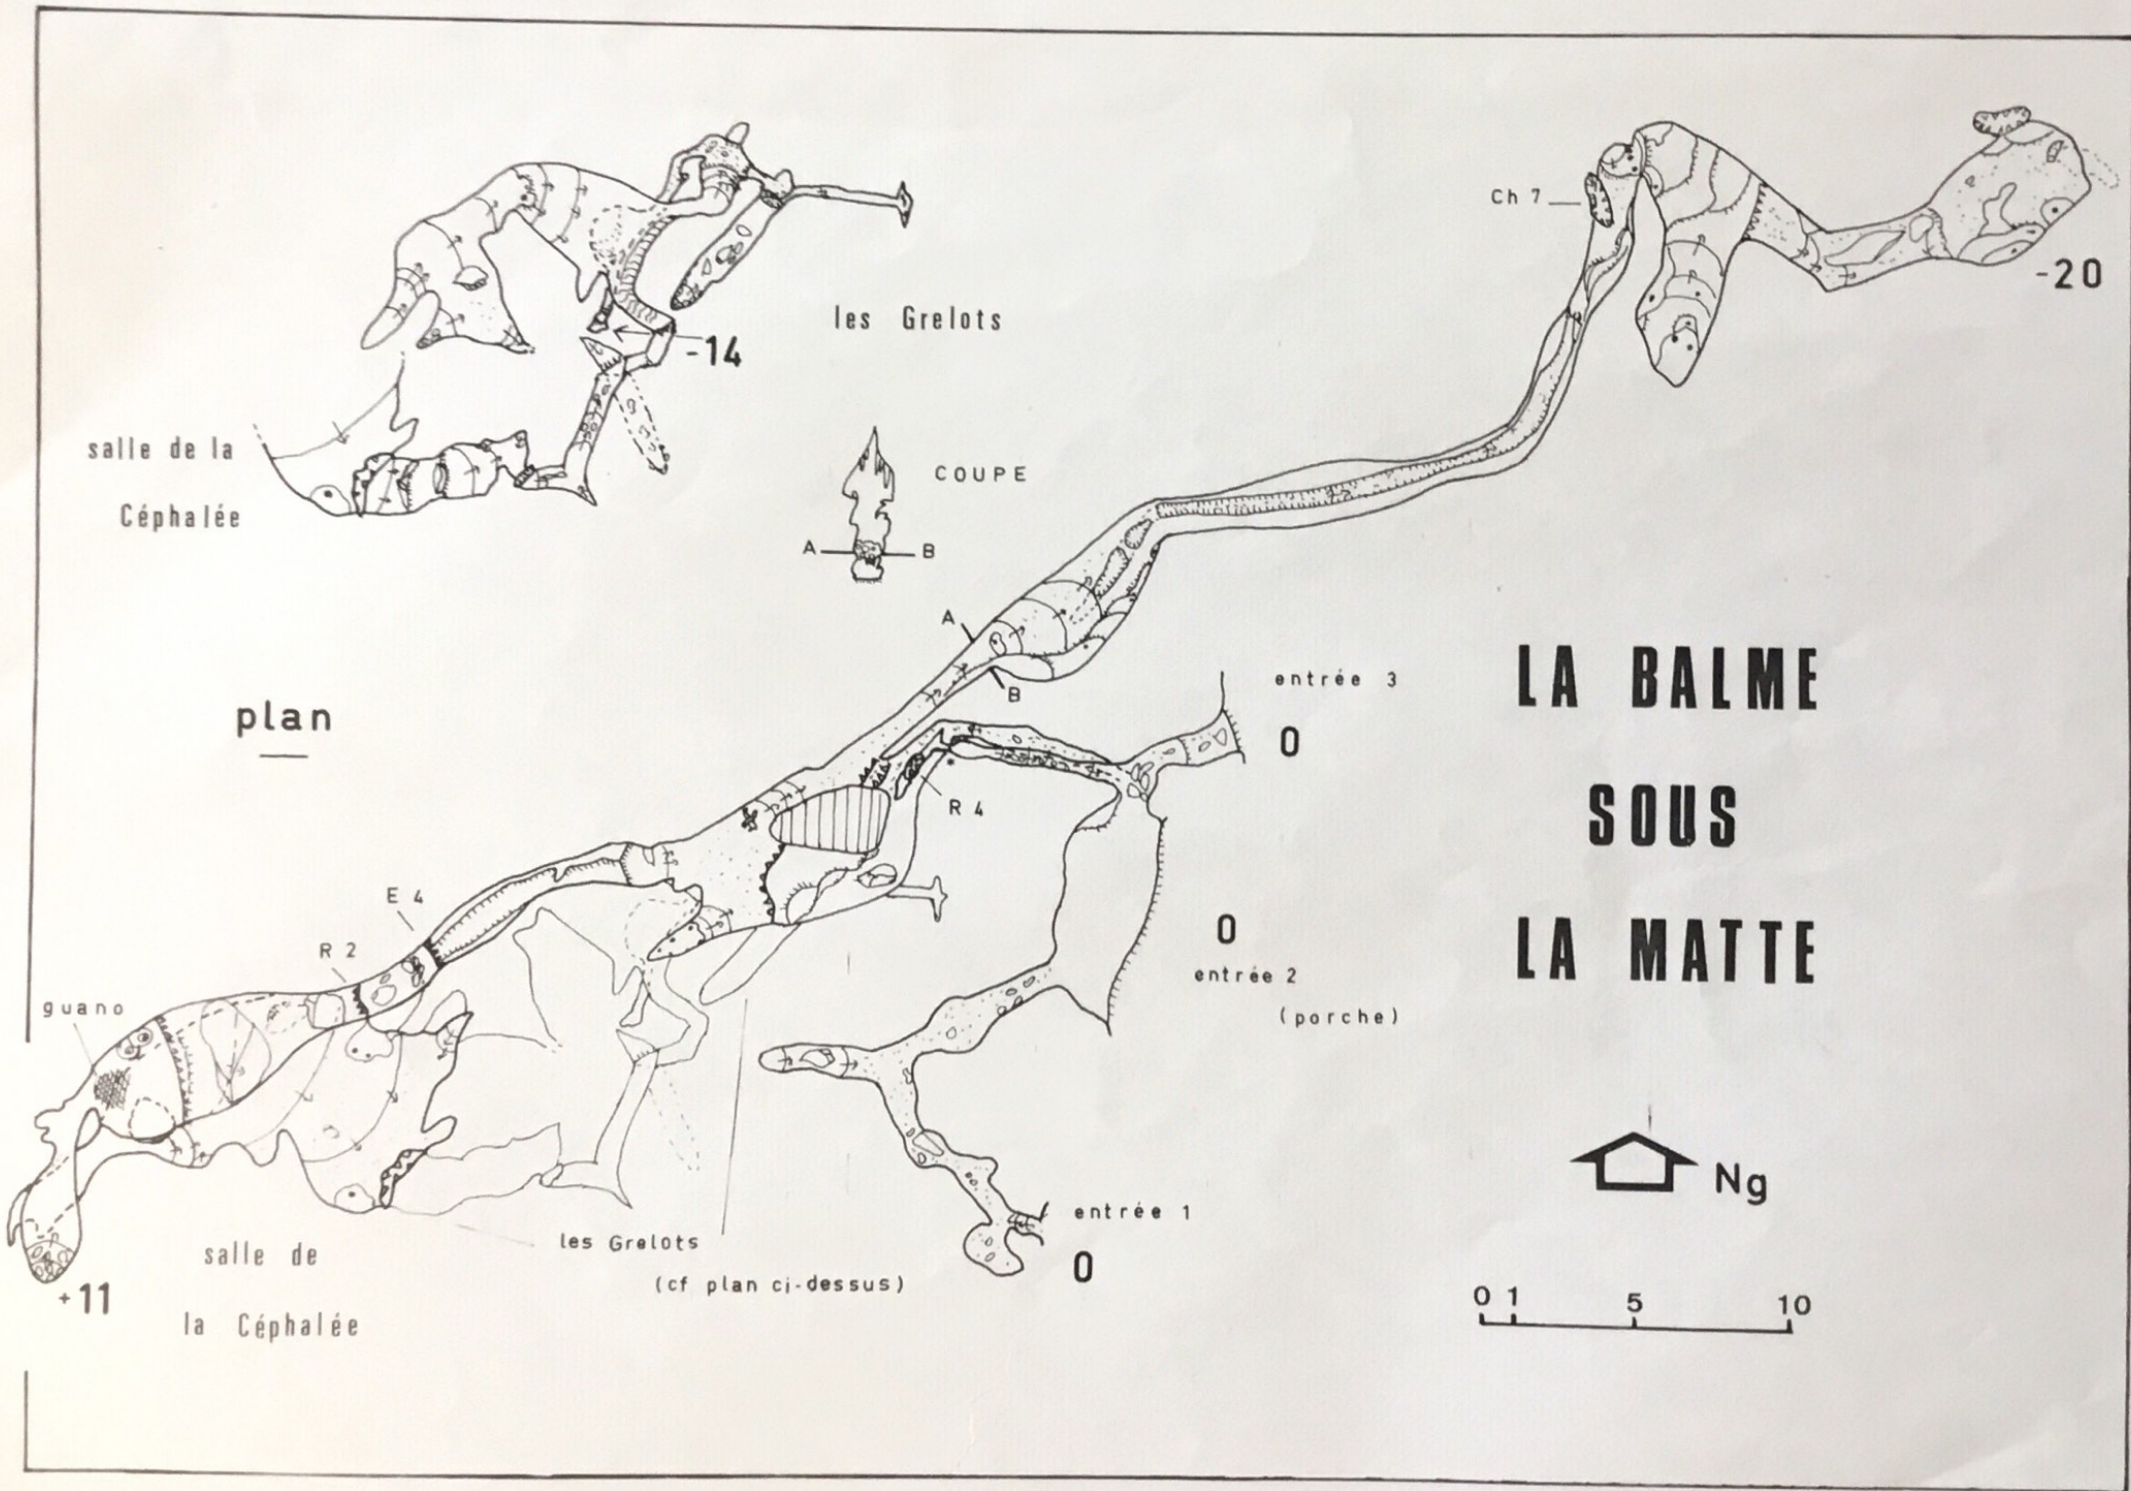 Ch 7
-20
les Grelots
-14
salle de la
Céphalée
COUPE
A
B
A
B
entrée 3
0
plan
R 4
LA BALME
SOUS
LA MATTE
E 4
R 2
0
entrée 2
(porche)
guano
Ng
entrée 1
0
les Grelots
(cf plan ci-dessus)
salle de
la Céphalée
+11
0 1 5 10